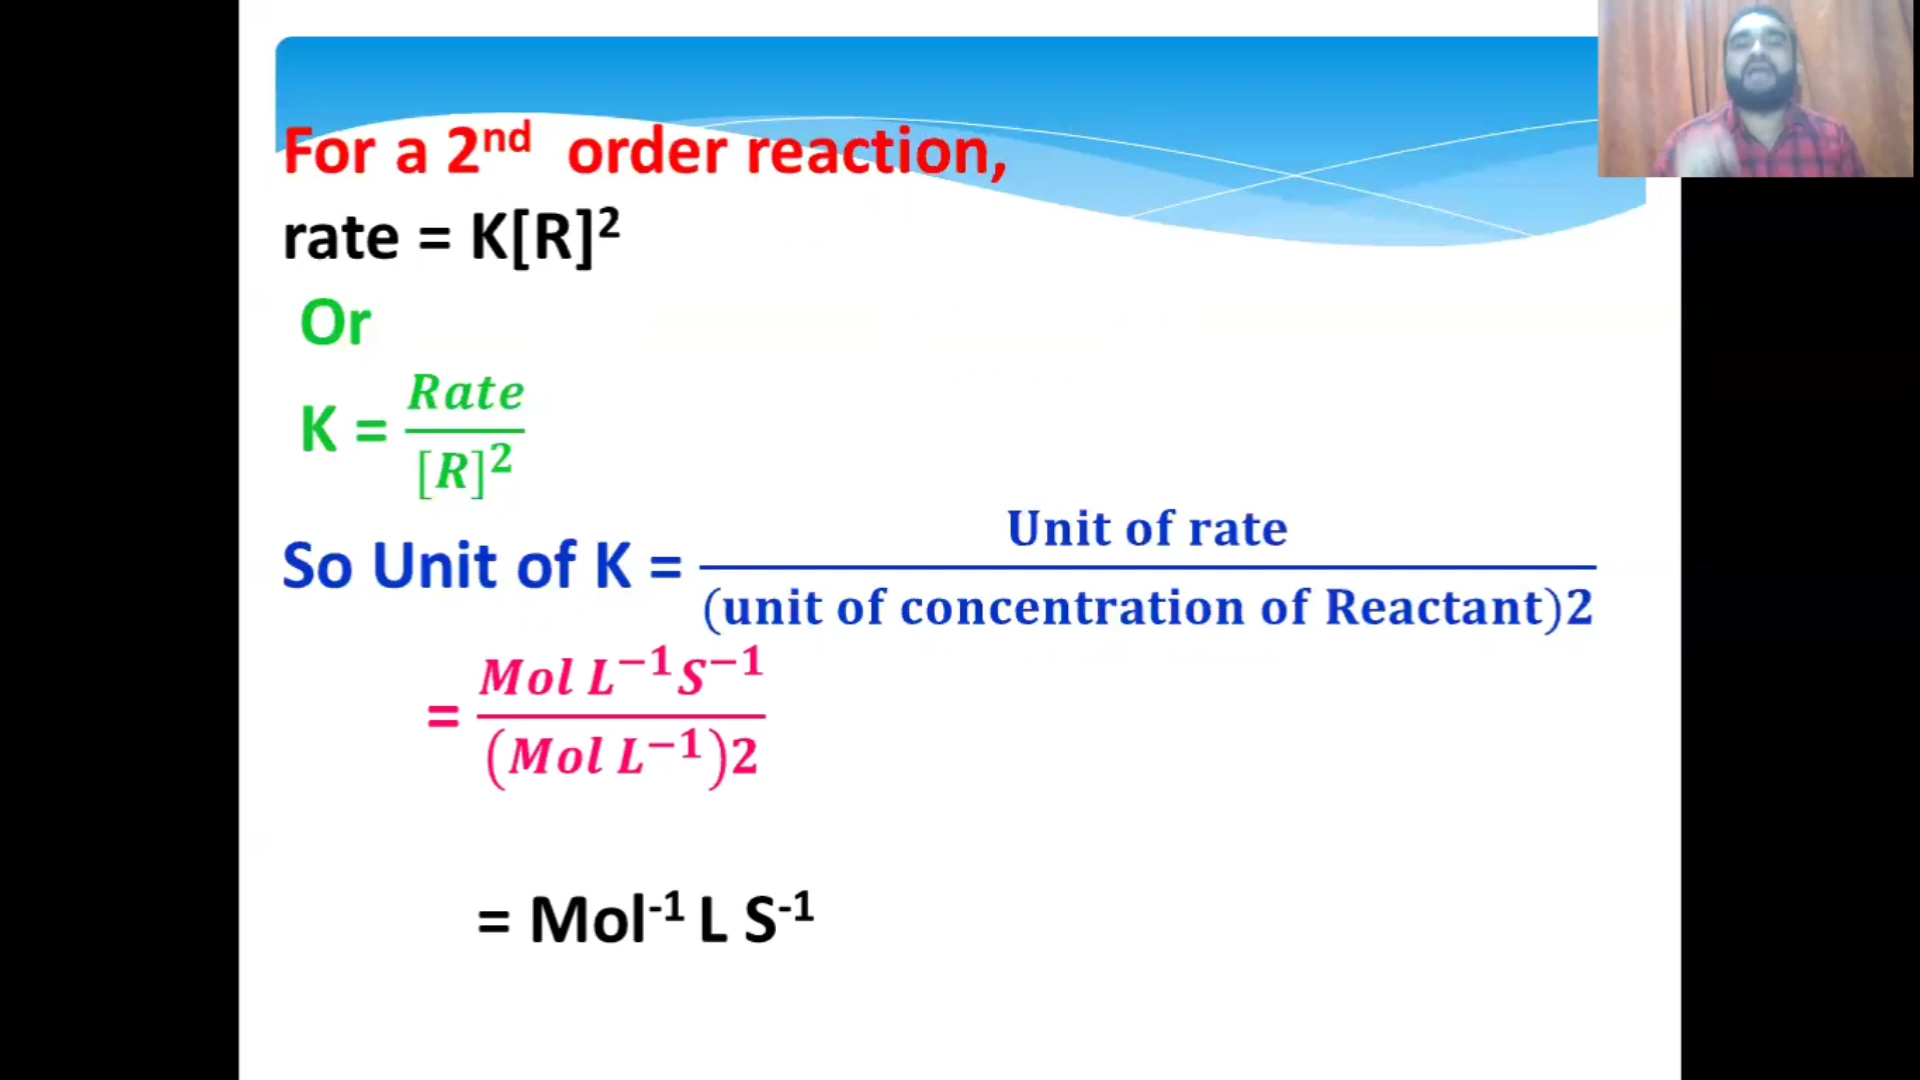 For a 2ⁿᵈ order reaction,
rate = K[R]²
Or
K = Rate / [R]²
So Unit of K = Unit of rate / (unit of concentration of Reactant)2
= Mol L⁻¹S⁻¹ / (Mol L⁻¹)2
= Mol⁻¹ L S⁻¹